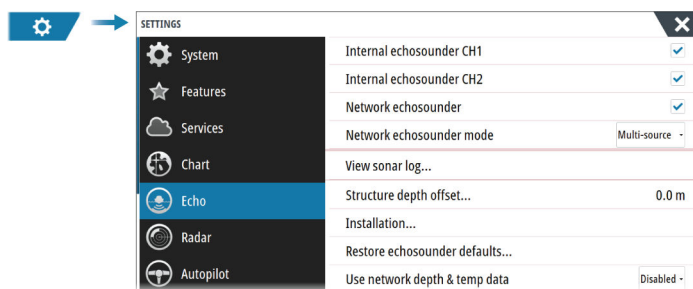 SETTINGS
System
Features
Services
Chart
Echo
Radar
Autopilot
Internal echosounder CH1
Internal echosounder CH2
Network echosounder
Network echosounder mode Multi-source
View sonar log...
Structure depth offset... 0.0 m
Installation...
Restore echosounder defaults...
Use network depth & temp data Disabled